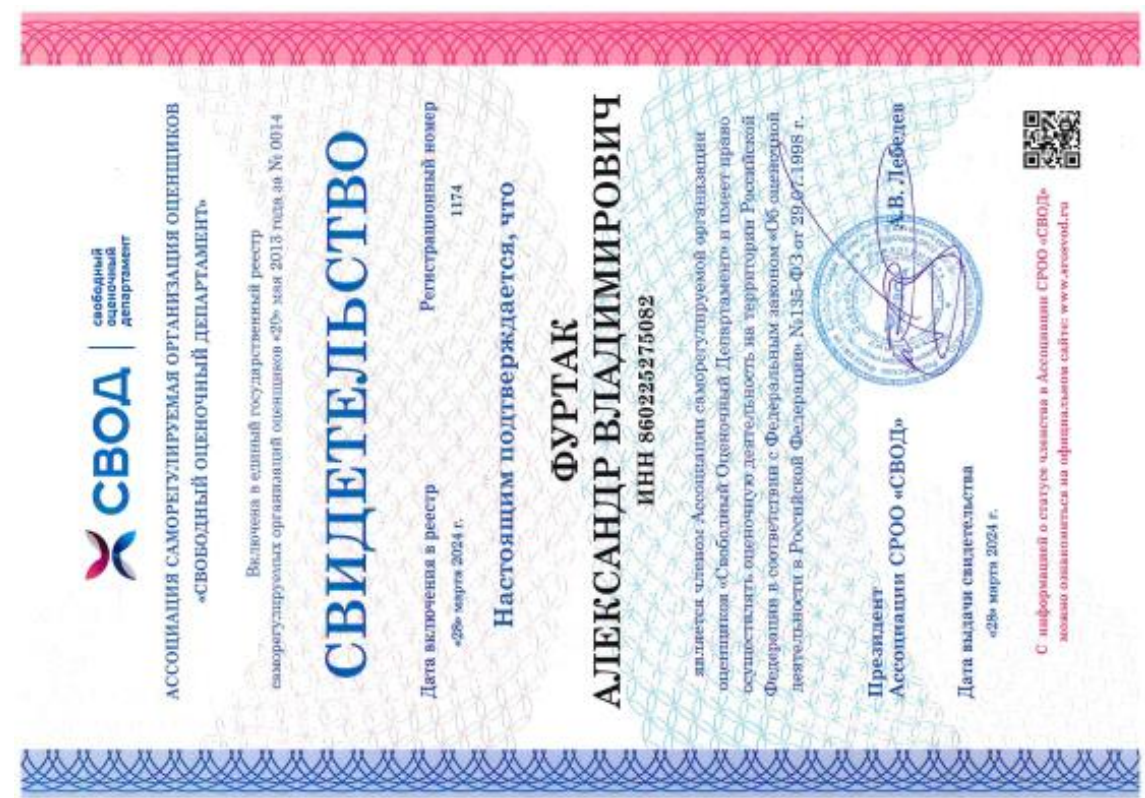 СВОД
свободный
оценочный
департамент
АССОЦИАЦИЯ САМОРЕГУЛИРУЕМАЯ ОРГАНИЗАЦИЯ ОЦЕНЩИКОВ
«СВОБОДНЫЙ ОЦЕНОЧНЫЙ ДЕПАРТАМЕНТ»
Включена в единый государственный реестр
саморегулируемых организаций оценщиков «29» мая 2013 года за № 0014
СВИДЕТЕЛЬСТВО
Дата включения в реестр Регистрационный номер
«28» марта 2024 г. 1174
Настоящим подтверждается, что
ФУРТАК
АЛЕКСАНДР ВЛАДИМИРОВИЧ
ИНН 860225275082
является членом Ассоциации саморегулируемой организации
оценщиков «Свободный Оценочный Департамент» и имеет право
осуществлять оценочную деятельность на территории Российской
Федерации в соответствии с Федеральным законом «Об оценочной
деятельности в Российской Федерации» №135-ФЗ от 29.07.1998 г.
Президент
Ассоциации СРОО «СВОД» А.В. Лебедев
Дата выдачи свидетельства
«28» марта 2024 г.
С информацией о статусе членства в Ассоциации СРОО «СВОД»
можно ознакомиться на официальном сайте: www.srosvod.ru